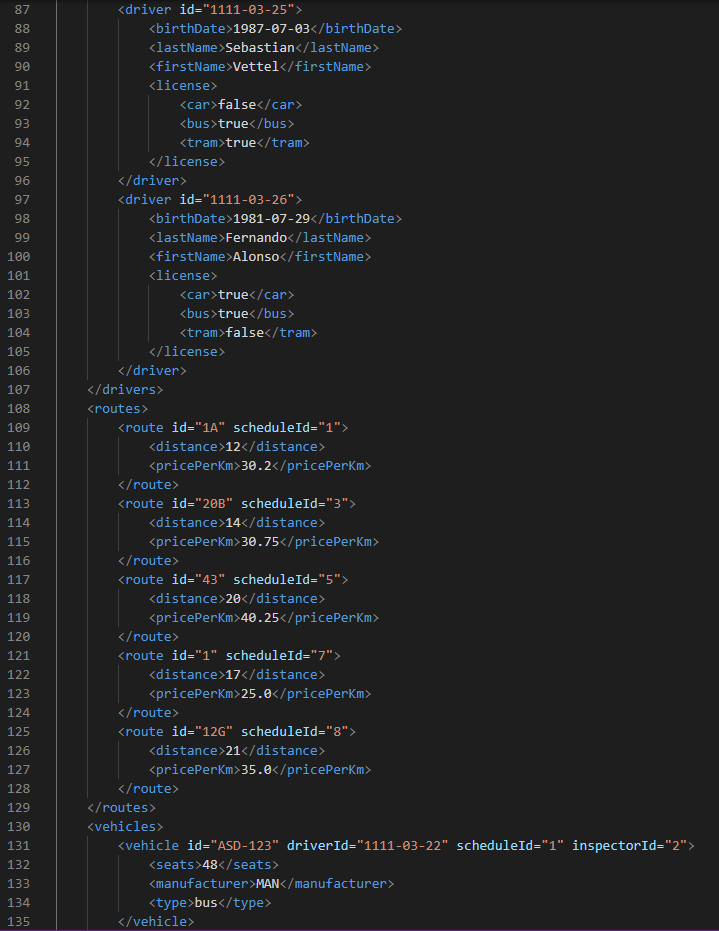 87 <driver id="1111-03-25">
88 <birthDate>1987-07-03</birthDate>
89 <lastName>Sebastian</lastName>
90 <firstName>Vettel</firstName>
91 <license>
92 <car>false</car>
93 <bus>true</bus>
94 <tram>true</tram>
95 </license>
96 </driver>
97 <driver id="1111-03-26">
98 <birthDate>1981-07-29</birthDate>
99 <lastName>Fernando</lastName>
100 <firstName>Alonso</firstName>
101 <license>
102 <car>true</car>
103 <bus>true</bus>
104 <tram>false</tram>
105 </license>
106 </driver>
107 </drivers>
108 <routes>
109 <route id="1A" scheduleId="1">
110 <distance>12</distance>
111 <pricePerKm>30.2</pricePerKm>
112 </route>
113 <route id="20B" scheduleId="3">
114 <distance>14</distance>
115 <pricePerKm>30.75</pricePerKm>
116 </route>
117 <route id="43" scheduleId="5">
118 <distance>20</distance>
119 <pricePerKm>40.25</pricePerKm>
120 </route>
121 <route id="1" scheduleId="7">
122 <distance>17</distance>
123 <pricePerKm>25.0</pricePerKm>
124 </route>
125 <route id="12G" scheduleId="8">
126 <distance>21</distance>
127 <pricePerKm>35.0</pricePerKm>
128 </route>
129 </routes>
130 <vehicles>
131 <vehicle id="ASD-123" driverId="1111-03-22" scheduleId="1" inspectorId="2">
132 <seats>48</seats>
133 <manufacturer>MAN</manufacturer>
134 <type>bus</type>
135 </vehicle>